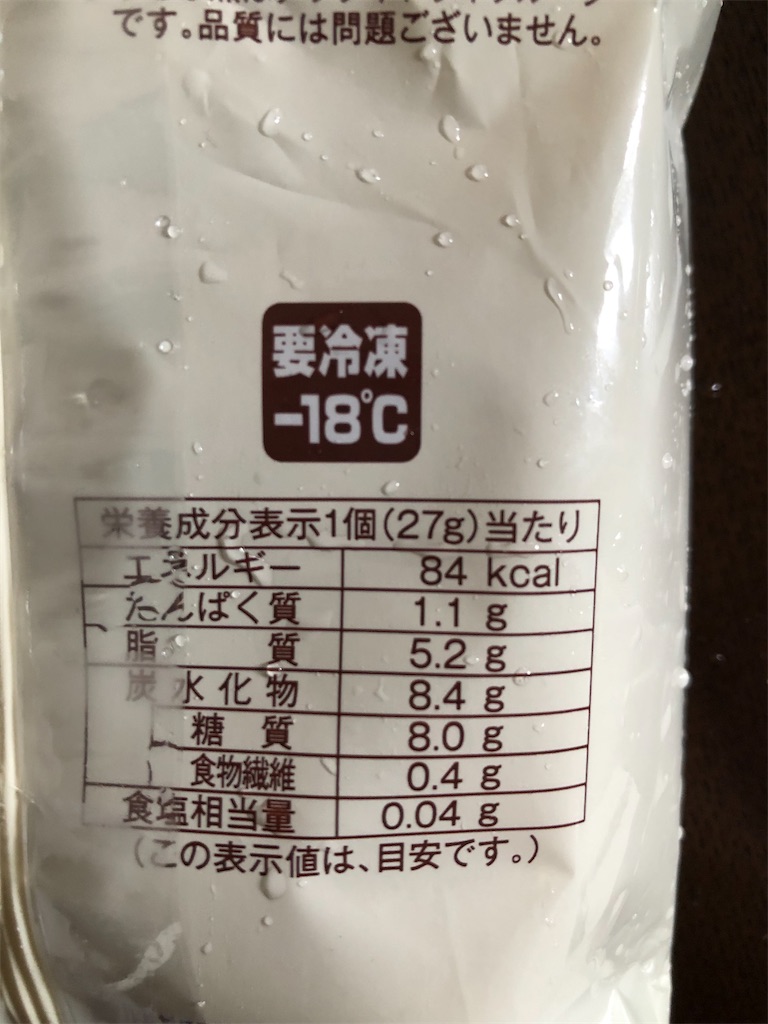 です。品質には問題ございません。
要冷凍
-18℃
栄養成分表示1個(27g)当たり
エネルギー 84 kcal
たんぱく質 1.1 g
脂質 5.2 g
炭水化物 8.4 g
糖質 8.0 g
食物繊維 0.4 g
食塩相当量 0.04 g
(この表示値は、目安です。)